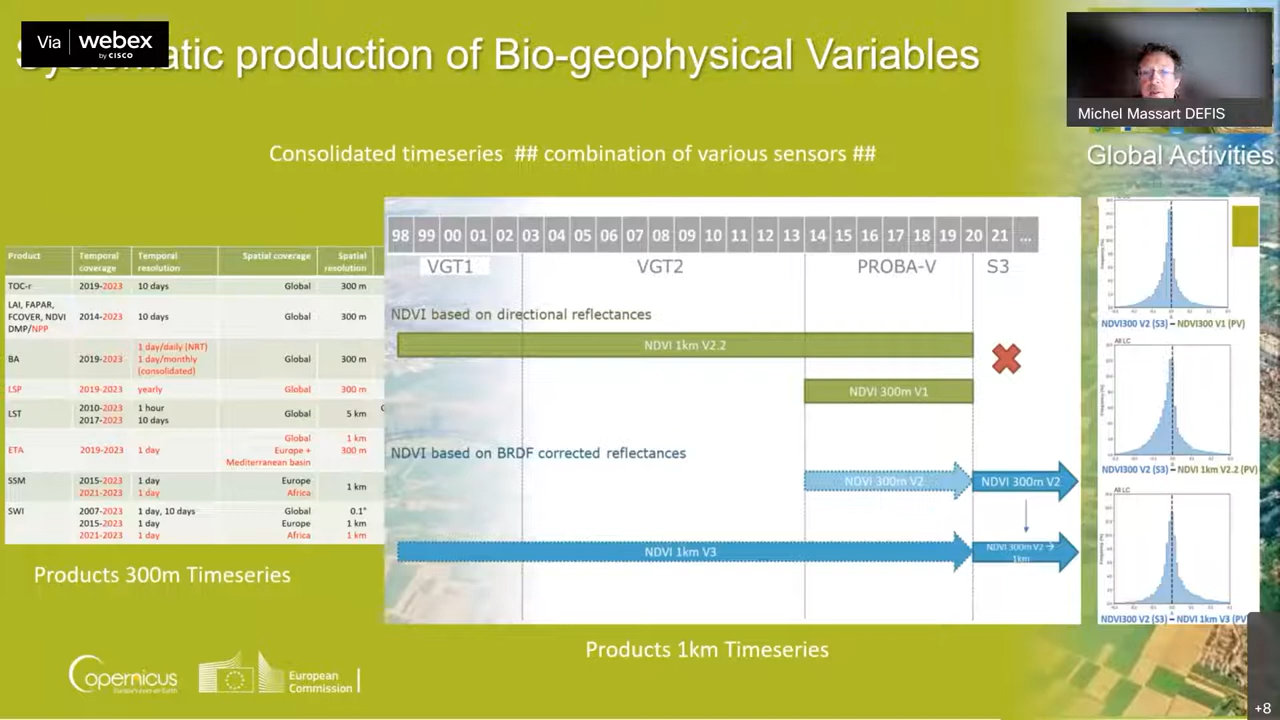 Via webex
by CISCO
tic production of Bio-geophysical Variables
Michel Massart DEFIS
Consolidated timeseries ## combination of various sensors ##
Global Activities
Product Temporal coverage Temporal resolution Spatial coverage Spatial resolution
TOC-r 2019-2023 10 days Global 300 m
LAI, FAPAR,
FCOVER, NDVI 2014-2023 10 days Global 300 m
DMP/NPP
BA 2019-2023 1 day/daily (NRT)
1 day/monthly
(consolidated) Global 300 m
LSP 2019-2023 yearly Global 300 m
LST 2010-2023 1 hour Global 5 km
2017-2023 10 days
ETA 2019-2023 1 day Global 1 km
Europe + 300 m
Mediterranean basin
SSM 2015-2023 1 day Europe 1 km
2021-2023 1 day Africa
SWI 2007-2023 1 day, 10 days Global 0.1°
2015-2023 1 day Europe 1 km
2021-2023 1 day Africa 1 km
Products 300m Timeseries
98 99 00 01 02 03 04 05 06 07 08 09 10 11 12 13 14 15 16 17 18 19 20 21 ...
VGT1 VGT2 PROBA-V S3
NDVI based on directional reflectances
NDVI 1km V2.2
NDVI 300m V1
NDVI based on BRDF corrected reflectances
NDVI 300m V2 NDVI 300m V2
NDVI 1km V3 NDVI 300m V2 →
1km
Products 1km Timeseries
NDVI300 V2 (S3) – NDVI300 V1 (PV)
All LC
NDVI300 V2 (S3) – NDVI 1km V2.2 (PV)
All LC
NDVI300 V2 (S3) – NDVI 1km V3 (PV)
Copernicus
Europe's eyes on Earth
European
Commission
+8